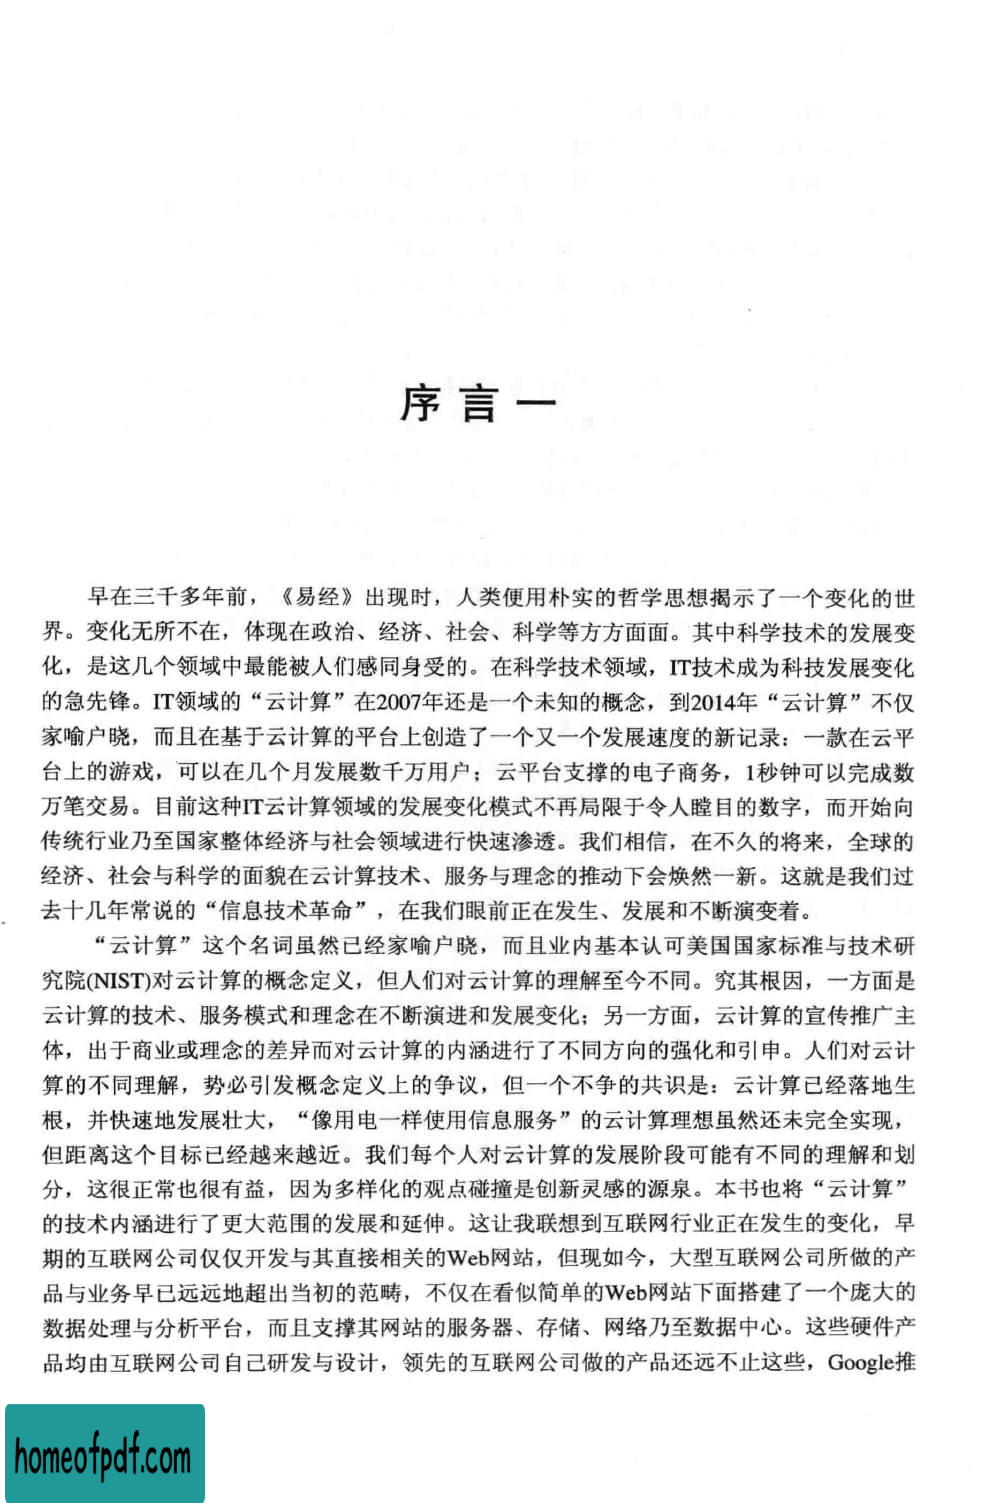 序言一
早在三千多年前，《易经》出现时，人类便用朴实的哲学思想揭示了一个变化的世
界。变化无所不在，体现在政治、经济、社会、科学等方方面面。其中科学技术的发展变
化，是这几个领域中最能被人们感同身受的。在科学技术领域，IT技术成为科技发展变化
的急先锋。IT领域的“云计算”在2007年还是一个未知的概念，到2014年“云计算”不仅
家喻户晓，而且在基于云计算的平台上创造了一个又一个发展速度的新记录：一款在云平
台上的游戏，可以在几个月发展数千万用户；云平台支撑的电子商务，1秒钟可以完成数
万笔交易。目前这种IT云计算领域的发展变化模式不再局限于令人瞠目的数字，而开始向
传统行业乃至国家整体经济与社会领域进行快速渗透。我们相信，在不久的将来，全球的
经济、社会与科学的面貌在云计算技术、服务与理念的推动下会焕然一新。这就是我们过
去十几年常说的“信息技术革命”，在我们眼前正在发生、发展和不断演变着。
“云计算”这个名词虽然已经家喻户晓，而且业内基本认可美国国家标准与技术研
究院(NIST)对云计算的概念定义，但人们对云计算的理解至今不同。究其根因，一方面是
云计算的技术、服务模式和理念在不断演进和发展变化；另一方面，云计算的宣传推广主
体，出于商业或理念的差异而对云计算的内涵进行了不同方向的强化和引申。人们对云计
算的不同理解，势必引发概念定义上的争议，但一个不争的共识是：云计算已经落地生
根，并快速地发展壮大，“像用电一样使用信息服务”的云计算理想虽然还未完全实现，
但距离这个目标已经越来越近。我们每个人对云计算的发展阶段可能有不同的理解和划
分，这很正常也很有益，因为多样化的观点碰撞是创新灵感的源泉。本书也将“云计算”
的技术内涵进行了更大范围的发展和延伸。这让我联想到互联网行业正在发生的变化，早
期的互联网公司仅仅开发与其直接相关的Web网站，但现如今，大型互联网公司所做的产
品与业务早已远远地超出当初的范畴，不仅在看似简单的Web网站下面搭建了一个庞大的
数据处理与分析平台，而且支撑其网站的服务器、存储、网络乃至数据中心。这些硬件产
品均由互联网公司自己研发与设计，领先的互联网公司做的产品还远不止这些，Google推
homeofpdf.com